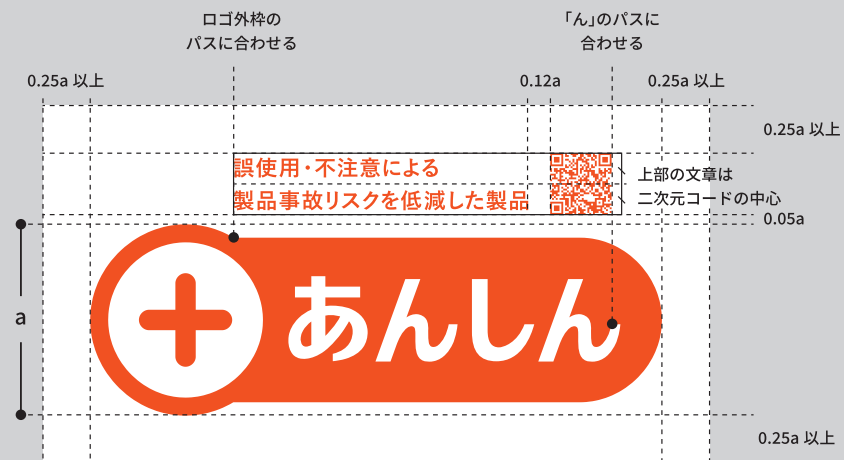 ロゴ外枠の
パスに合わせる
「ん」のパスに
合わせる
0.25a 以上
0.12a
0.25a 以上
0.25a 以上
誤使用・不注意による
製品事故リスクを低減した製品
上部の文章は
二次元コードの中心
0.05a
a
あんしん
0.25a 以上